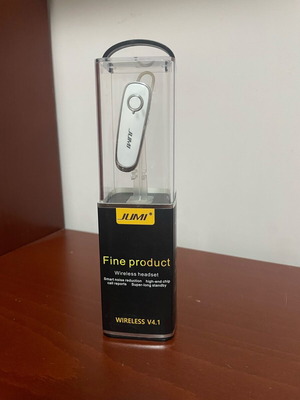 JUMI
JUMI®
Fine product
Wireless headset
Smart noise reduction high-end chip
call reports Super-long standby
WIRELESS V4.1